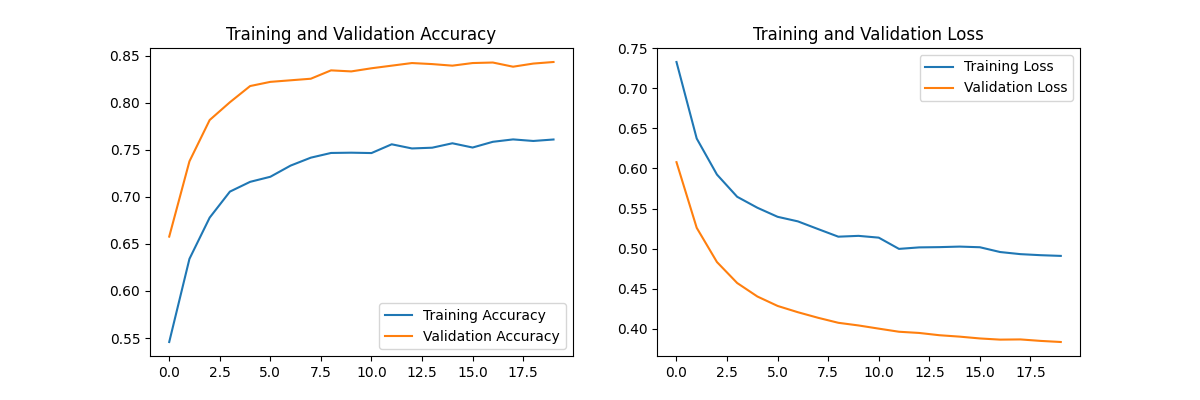 Training and Validation Accuracy
0.85
0.80
0.75
0.70
0.65
0.60
0.55
Training Accuracy
Validation Accuracy
0.0 2.5 5.0 7.5 10.0 12.5 15.0 17.5
Training and Validation Loss
0.75
0.70
0.65
0.60
0.55
0.50
0.45
0.40
Training Loss
Validation Loss
0.0 2.5 5.0 7.5 10.0 12.5 15.0 17.5